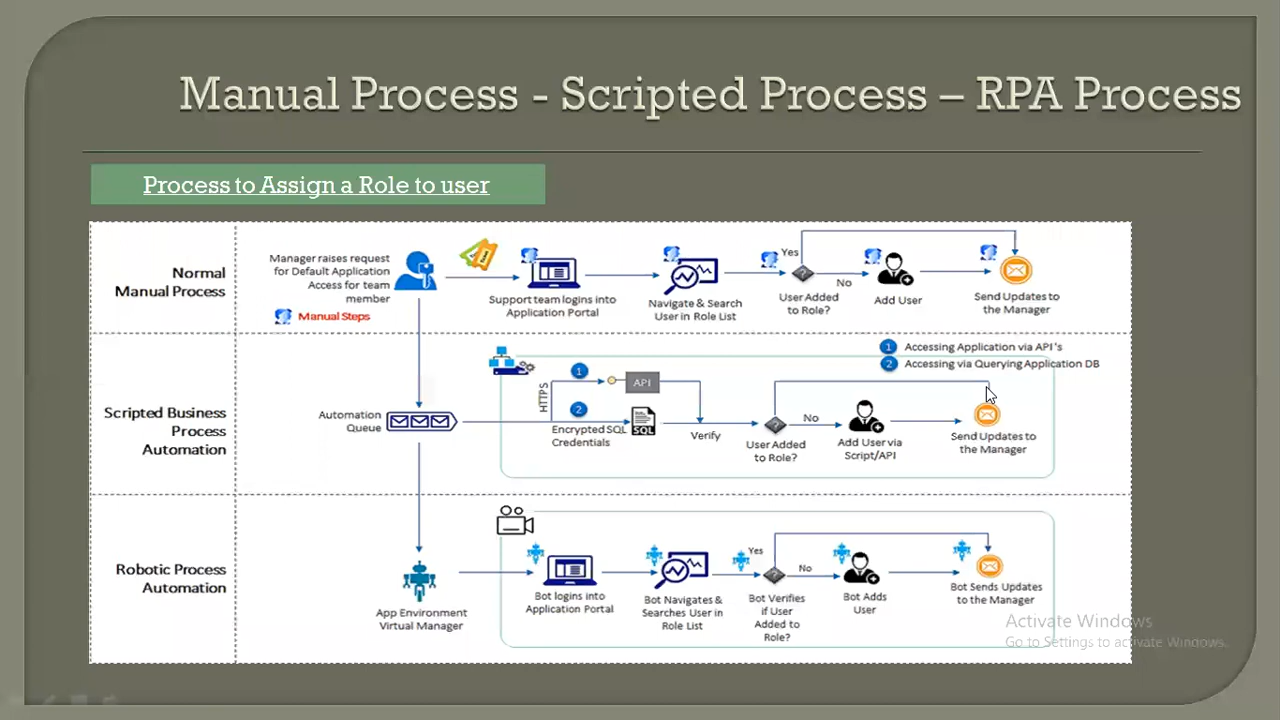 Manual Process - Scripted Process – RPA Process
Process to Assign a Role to user
Normal
Manual Process
Manager raises request
for Default Application
Access for team
member
Manual Steps
Support team logins into
Application Portal
Navigate & Search
User in Role List
Yes
User Added
to Role?
No
Add User
Send Updates to
the Manager
1 Accessing Application via API's
2 Accessing via Querying Application DB
Scripted Business
Process
Automation
Automation
Queue
HTTPS
1
API
2
SQL
Encrypted SQL
Credentials
Verify
User Added
to Role?
No
Add User via
Script/API
Send Updates to
the Manager
Robotic Process
Automation
App Environment
Virtual Manager
Bot logins into
Application Portal
Bot Navigates &
Searches User in
Role List
Yes
Bot Verifies
if User
Added to
Role?
No
Bot Adds
User
Bot Sends Updates
to the Manager
Activate Windows
Go to Settings to activate Windows.